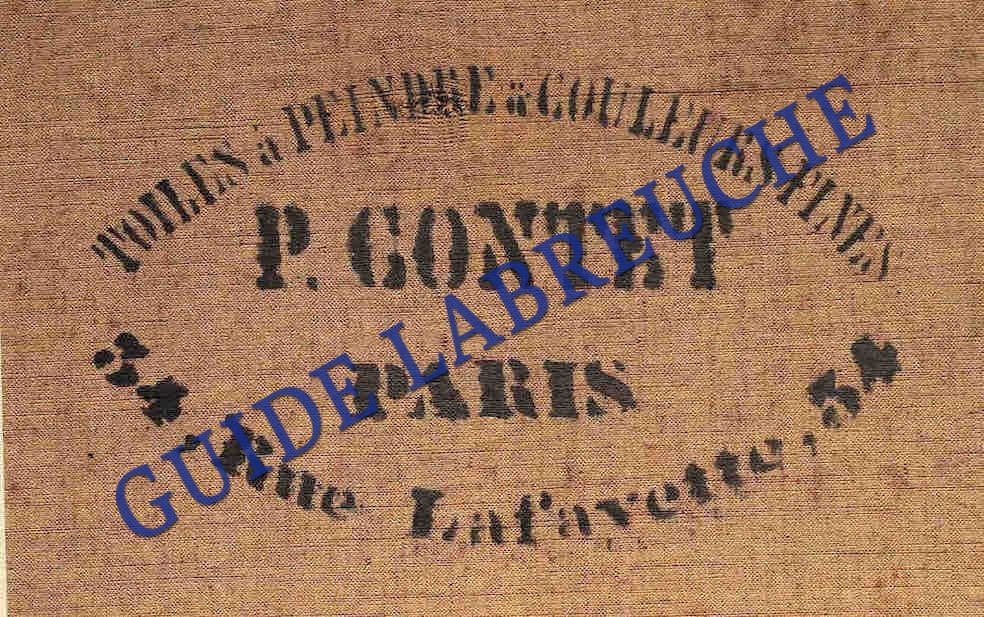 TOILES à PEINDRE & COULEURS FINES
P. CONTET
PARIS
34, Rue Lafayette, 34
GUIDE LABREUCHE